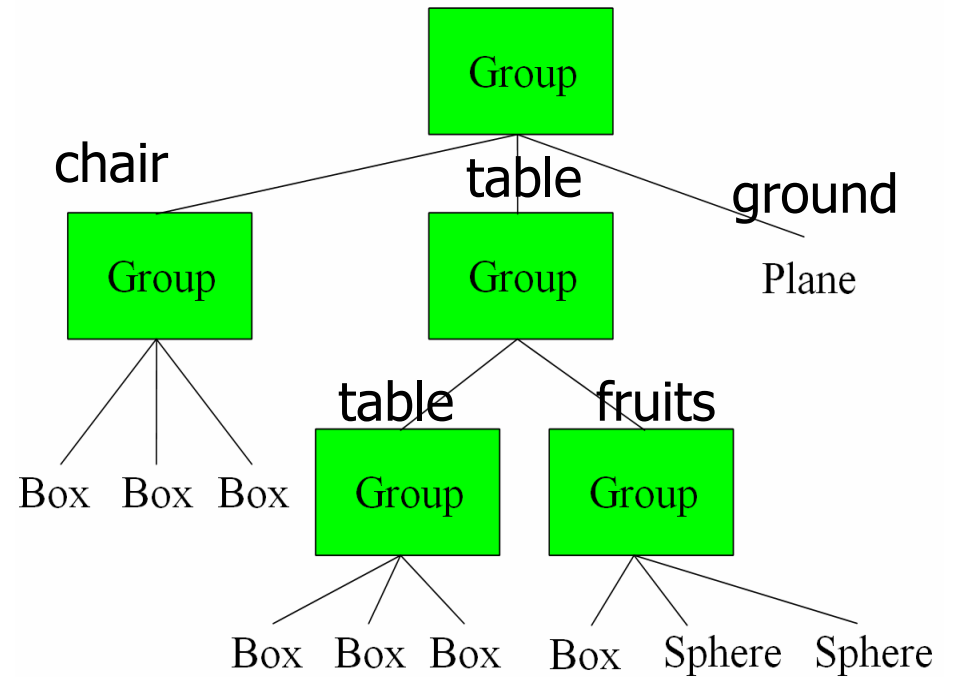 Group
chair
table
ground
Group
Group
Plane
table
fruits
Box Box Box
Group
Group
Box Box Box Box Sphere Sphere